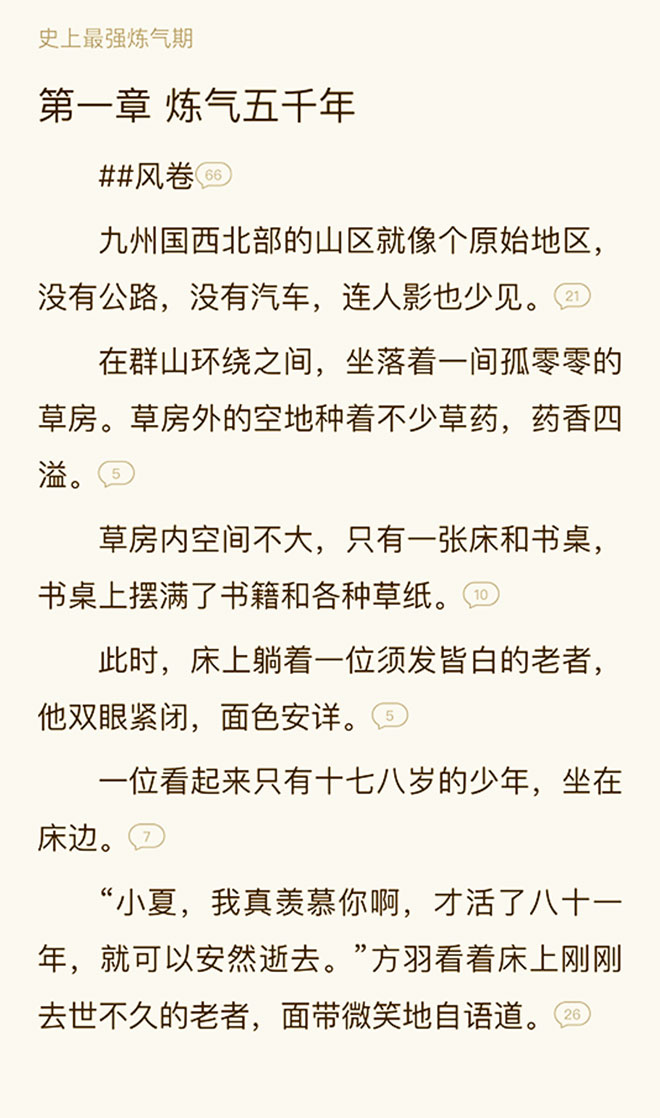 史上最强炼气期
第一章 炼气五千年
##风卷 66
九州国西北部的山区就像个原始地区，
没有公路，没有汽车，连人影也少见。 21
在群山环绕之间，坐落着一间孤零零的
草房。草房外的空地种着不少草药，药香四
溢。 5
草房内空间不大，只有一张床和书桌，
书桌上摆满了书籍和各种草纸。 10
此时，床上躺着一位须发皆白的老者，
他双眼紧闭，面色安详。 5
一位看起来只有十七八岁的少年，坐在
床边。 7
“小夏，我真羡慕你啊，才活了八十一
年，就可以安然逝去。”方羽看着床上刚刚
去世不久的老者，面带微笑地自语道。 26